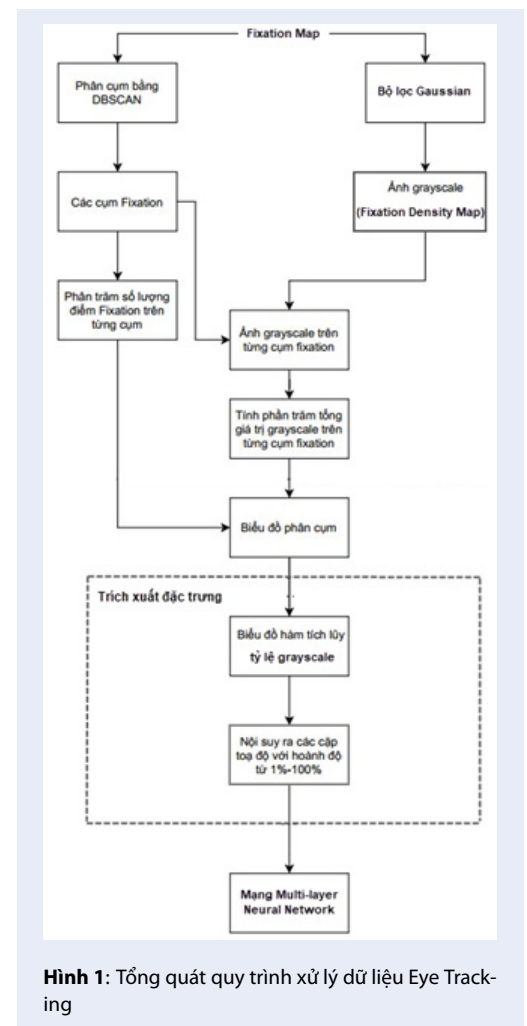 Fixation Map
Phân cụm bằng
DBSCAN
Bộ lọc Gaussian
Các cụm Fixation
Ảnh grayscale
(Fixation Density Map)
Phân trăm số lượng
điểm Fixation trên
từng cụm
Ảnh grayscale trên
từng cụm fixation
Tính phần trăm tổng
giá trị grayscale trên
từng cụm fixation
Biểu đồ phân cụm
Trích xuất đặc trưng
Biểu đồ hàm tích lũy
tỷ lệ grayscale
Nội suy ra các cặp
toạ độ với hoành độ
từ 1%-100%
Mạng Multi-layer
Neural Network
Hình 1: Tổng quát quy trình xử lý dữ liệu Eye Track-
ing